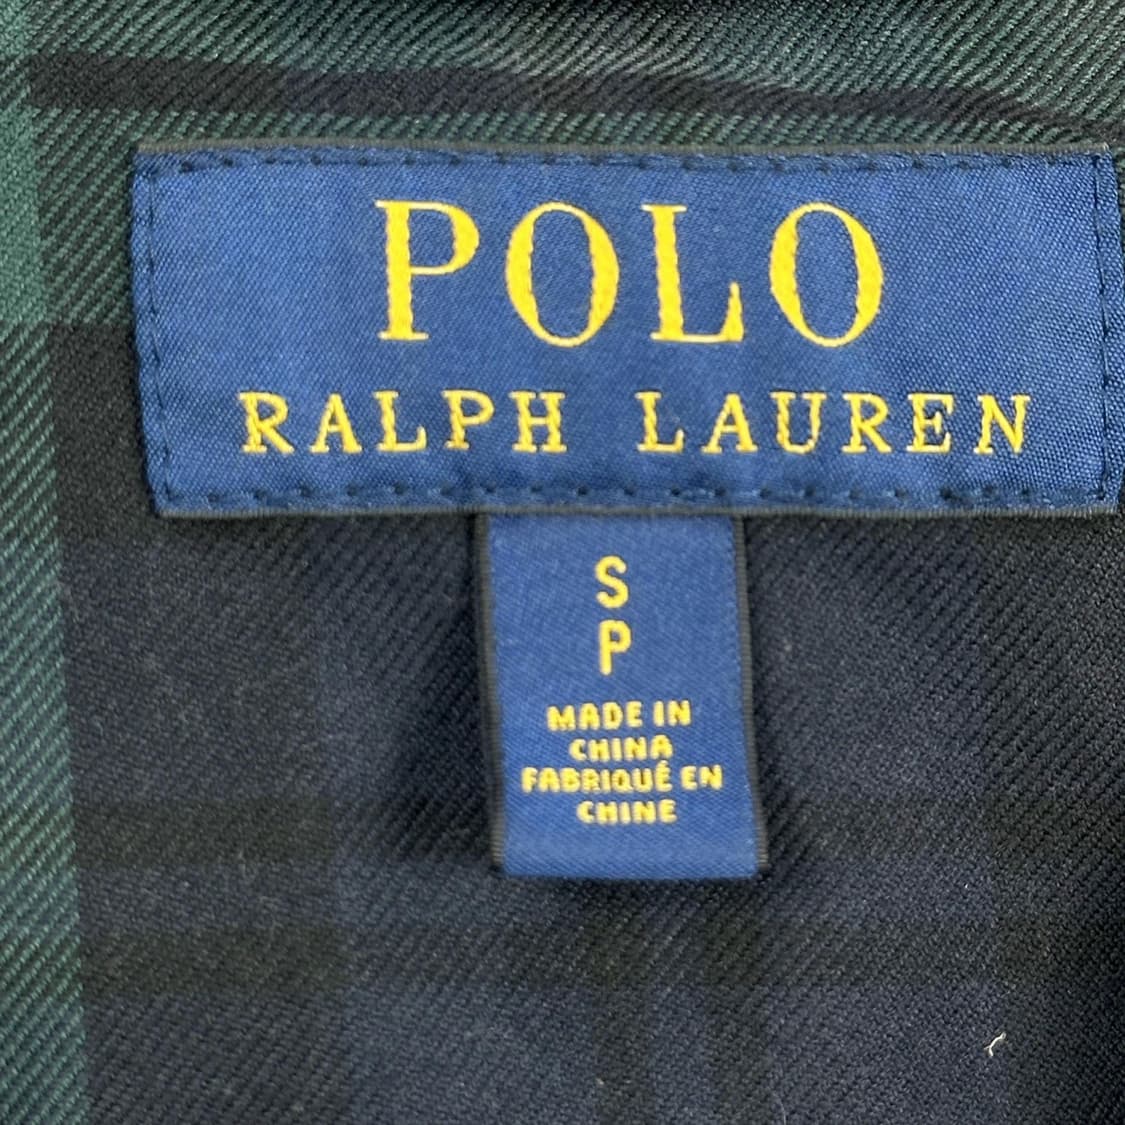 POLO
RALPH LAUREN
S
P
MADE IN
CHINA
FABRIQUÉ EN
CHINE